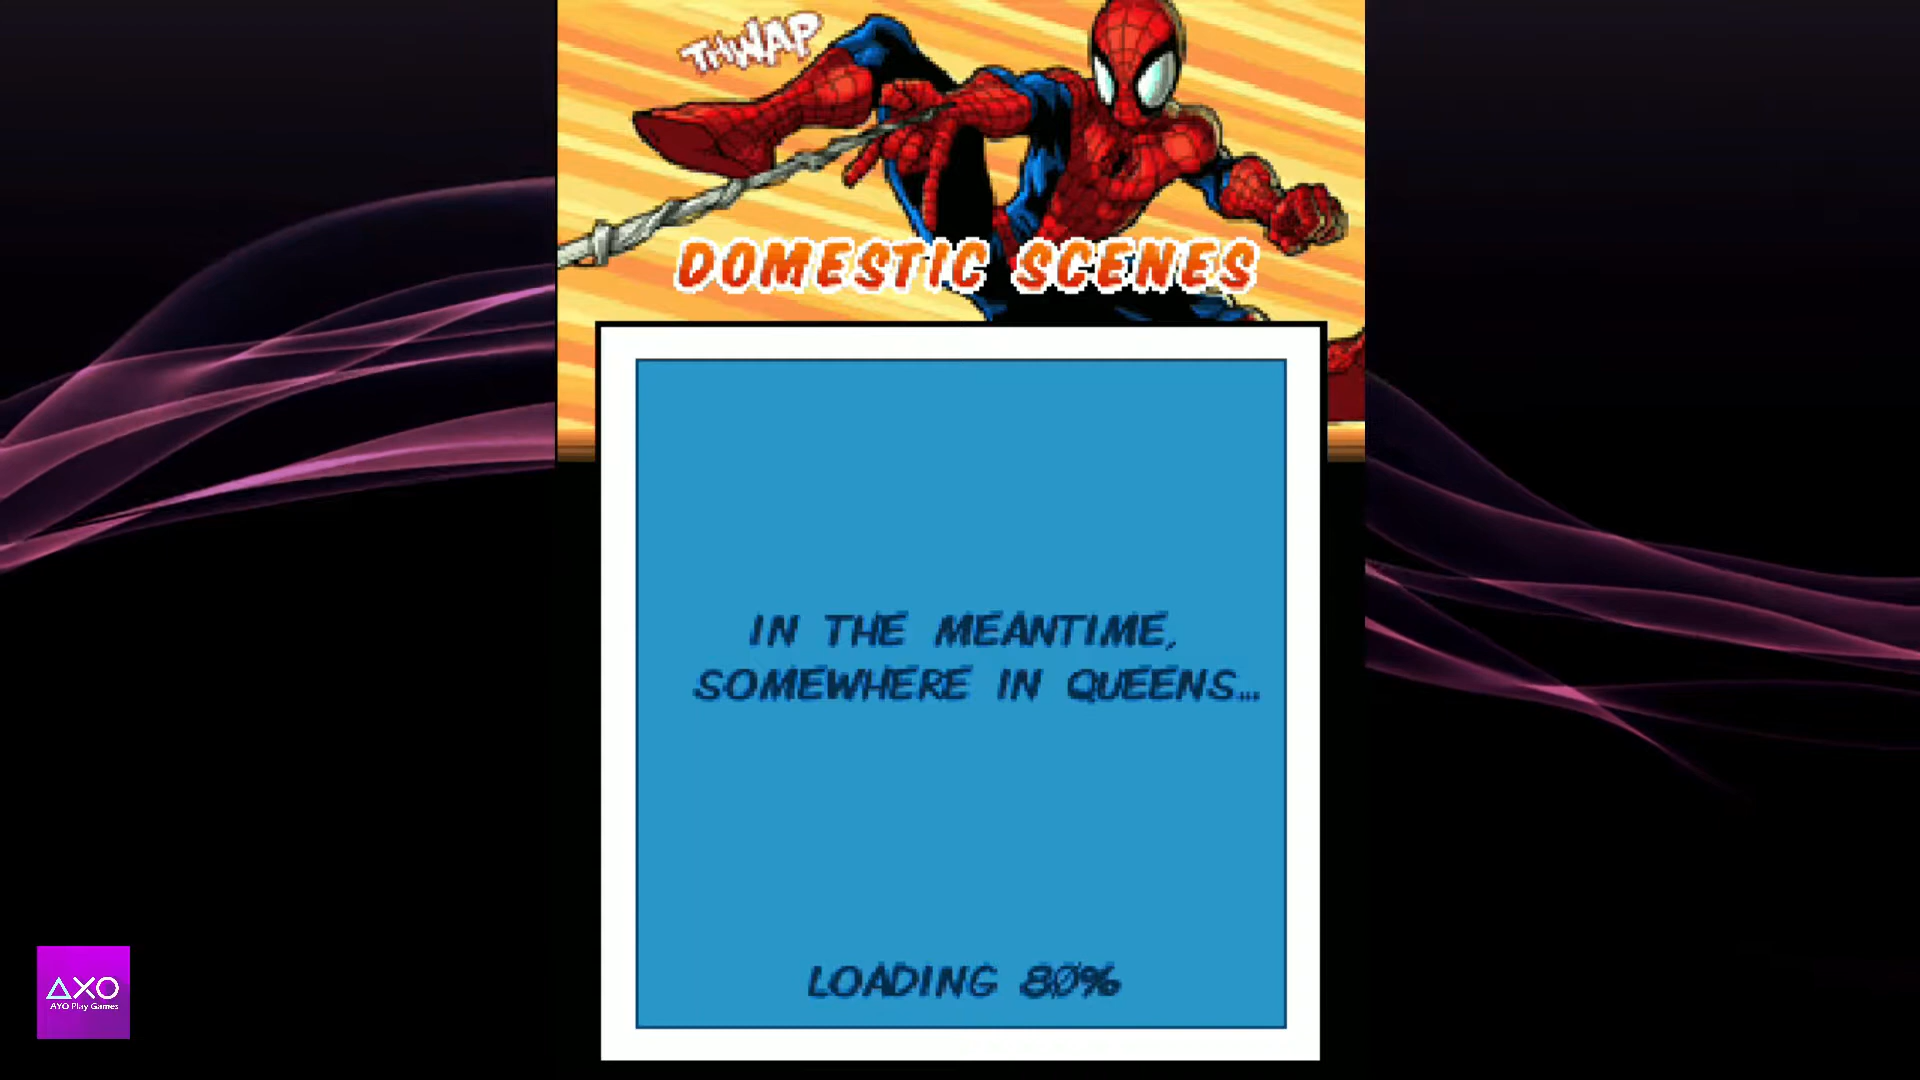 THWAP
DOMESTIC SCENES
IN THE MEANTIME,
SOMEWHERE IN QUEENS...
LOADING 80%
AXO
AYO Play Games